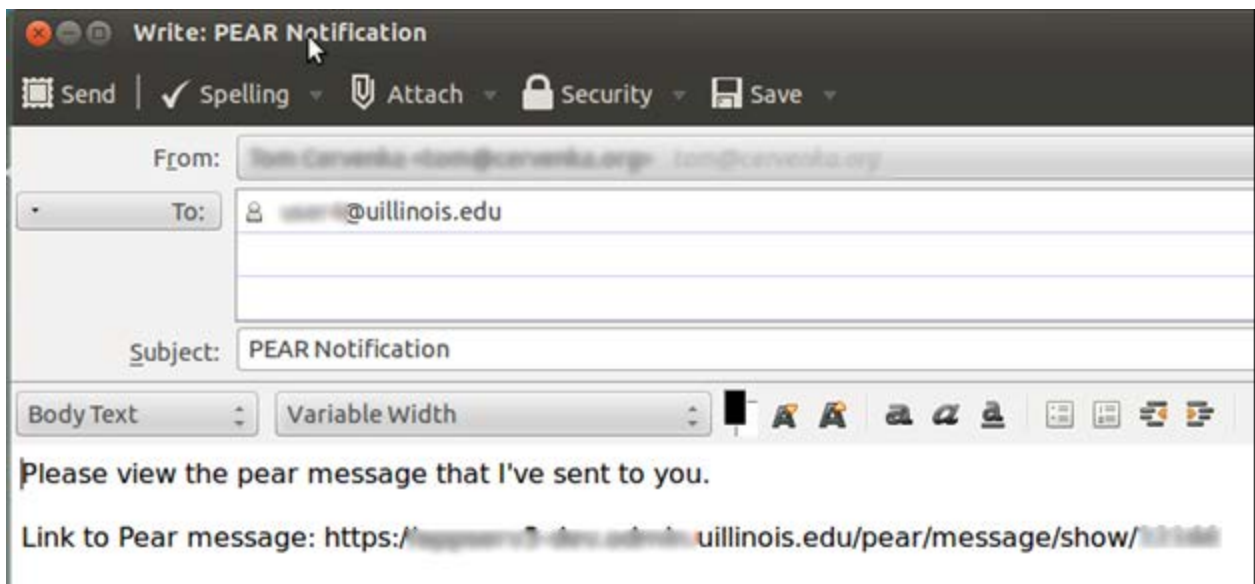 Write: PEAR Notification
Send Spelling Attach Security Save
From:
To: @uillinois.edu
Subject: PEAR Notification
Body Text Variable Width
Please view the pear message that I've sent to you.
Link to Pear message: https:/ uillinois.edu/pear/message/show/